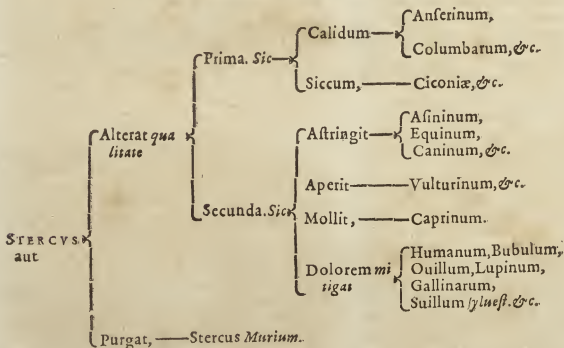 Anſerinum,
Calidum
Columbarum, &c.
Prima. Sic
Siccum, Ciconiæ, &c.
Alterat qua
litate
Aſininum,
Aſtringit Equinum,
Caninum, &c.
Aperit Vulturinum, &c.
Secunda. Sic
Mollit, Caprinum.
STERCVS
aut
Humanum, Bubulum,
Dolorem mi Ouillum, Lupinum,
tigat Gallinarum,
Suillum ſylueſt. &c.
Purgat, Stercus Murium.